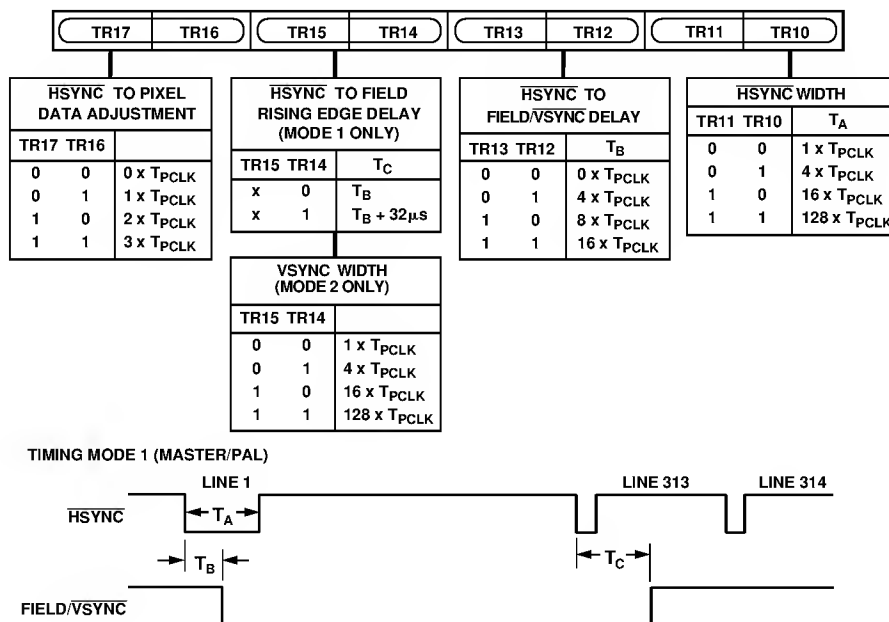 TR17 TR16 TR15 TR14 TR13 TR12 TR11 TR10
HSYNC TO PIXEL
DATA ADJUSTMENT
TR17 TR16
0 0 0 x TPCLK
0 1 1 x TPCLK
1 0 2 x TPCLK
1 1 3 x TPCLK
HSYNC TO FIELD
RISING EDGE DELAY
(MODE 1 ONLY)
TR15 TR14 TC
x 0 TB
x 1 TB + 32μs
VSYNC WIDTH
(MODE 2 ONLY)
TR15 TR14
0 0 1 x TPCLK
0 1 4 x TPCLK
1 0 16 x TPCLK
1 1 128 x TPCLK
HSYNC TO
FIELD/VSYNC DELAY
TR13 TR12 TB
0 0 0 x TPCLK
0 1 4 x TPCLK
1 0 8 x TPCLK
1 1 16 x TPCLK
HSYNC WIDTH
TR11 TR10 TA
0 0 1 x TPCLK
0 1 4 x TPCLK
1 0 16 x TPCLK
1 1 128 x TPCLK
TIMING MODE 1 (MASTER/PAL)
LINE 1 LINE 313 LINE 314
HSYNC
TA
TB
TC
FIELD/VSYNC